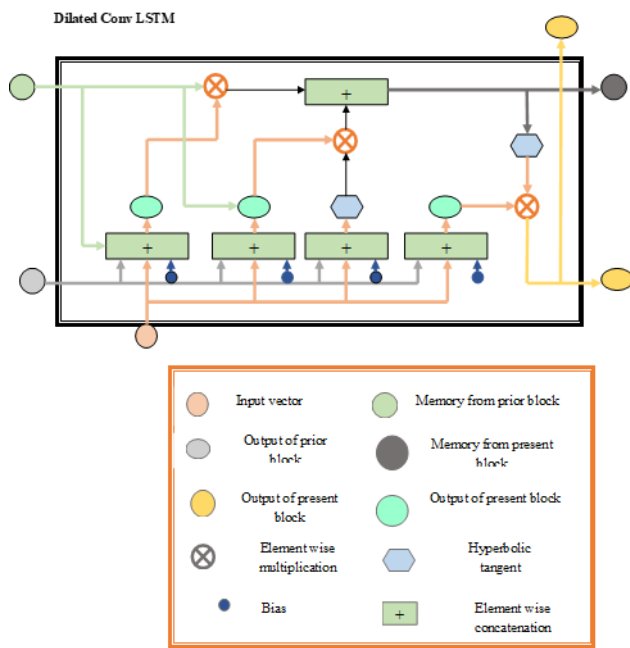 Dilated Conv LSTM
+
+
+
+
+
Input vector
Memory from prior block
Output of prior
block
Memory from present
block
Output of present
block
Output of present block
Element wise
multiplication
Hyperbolic
tangent
Bias
+
Element wise
concatenation